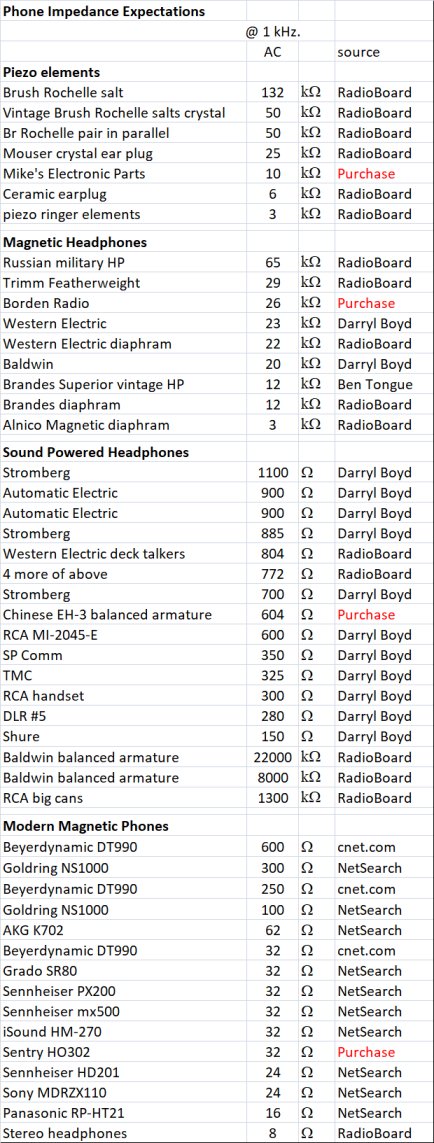 Phone Impedance Expectations
@ 1 kHz.
AC source
Piezo elements
Brush Rochelle salt 132 kΩ RadioBoard
Vintage Brush Rochelle salts crystal 50 kΩ RadioBoard
Br Rochelle pair in parallel 50 kΩ RadioBoard
Mouser crystal ear plug 25 kΩ RadioBoard
Mike's Electronic Parts 10 kΩ Purchase
Ceramic earplug 6 kΩ RadioBoard
piezo ringer elements 3 kΩ RadioBoard
Magnetic Headphones
Russian military HP 65 kΩ RadioBoard
Trimm Featherweight 29 kΩ RadioBoard
Borden Radio 26 kΩ Purchase
Western Electric 23 kΩ Darryl Boyd
Western Electric diaphram 22 kΩ RadioBoard
Baldwin 20 kΩ Darryl Boyd
Brandes Superior vintage HP 12 kΩ Ben Tongue
Brandes diaphram 12 kΩ RadioBoard
Alnico Magnetic diaphram 3 kΩ RadioBoard
Sound Powered Headphones
Stromberg 1100 Ω Darryl Boyd
Automatic Electric 900 Ω Darryl Boyd
Automatic Electric 900 Ω Darryl Boyd
Stromberg 885 Ω Darryl Boyd
Western Electric deck talkers 804 Ω RadioBoard
4 more of above 772 Ω RadioBoard
Stromberg 700 Ω Darryl Boyd
Chinese EH-3 balanced armature 604 Ω Purchase
RCA MI-2045-E 600 Ω Darryl Boyd
SP Comm 350 Ω Darryl Boyd
TMC 325 Ω Darryl Boyd
RCA handset 300 Ω Darryl Boyd
DLR #5 280 Ω Darryl Boyd
Shure 150 Ω Darryl Boyd
Baldwin balanced armature 22000 kΩ RadioBoard
Baldwin balanced armature 8000 kΩ RadioBoard
RCA big cans 1300 kΩ RadioBoard
Modern Magnetic Phones
Beyerdynamic DT990 600 Ω cnet.com
Goldring NS1000 300 Ω NetSearch
Beyerdynamic DT990 250 Ω cnet.com
Goldring NS1000 100 Ω NetSearch
AKG K702 62 Ω NetSearch
Beyerdynamic DT990 32 Ω cnet.com
Grado SR80 32 Ω NetSearch
Sennheiser PX200 32 Ω NetSearch
Sennheiser mx500 32 Ω NetSearch
iSound HM-270 32 Ω NetSearch
Sentry HO302 32 Ω Purchase
Sennheiser HD201 24 Ω NetSearch
Sony MDRZX110 24 Ω NetSearch
Panasonic RP-HT21 16 Ω NetSearch
Stereo headphones 8 Ω RadioBoard